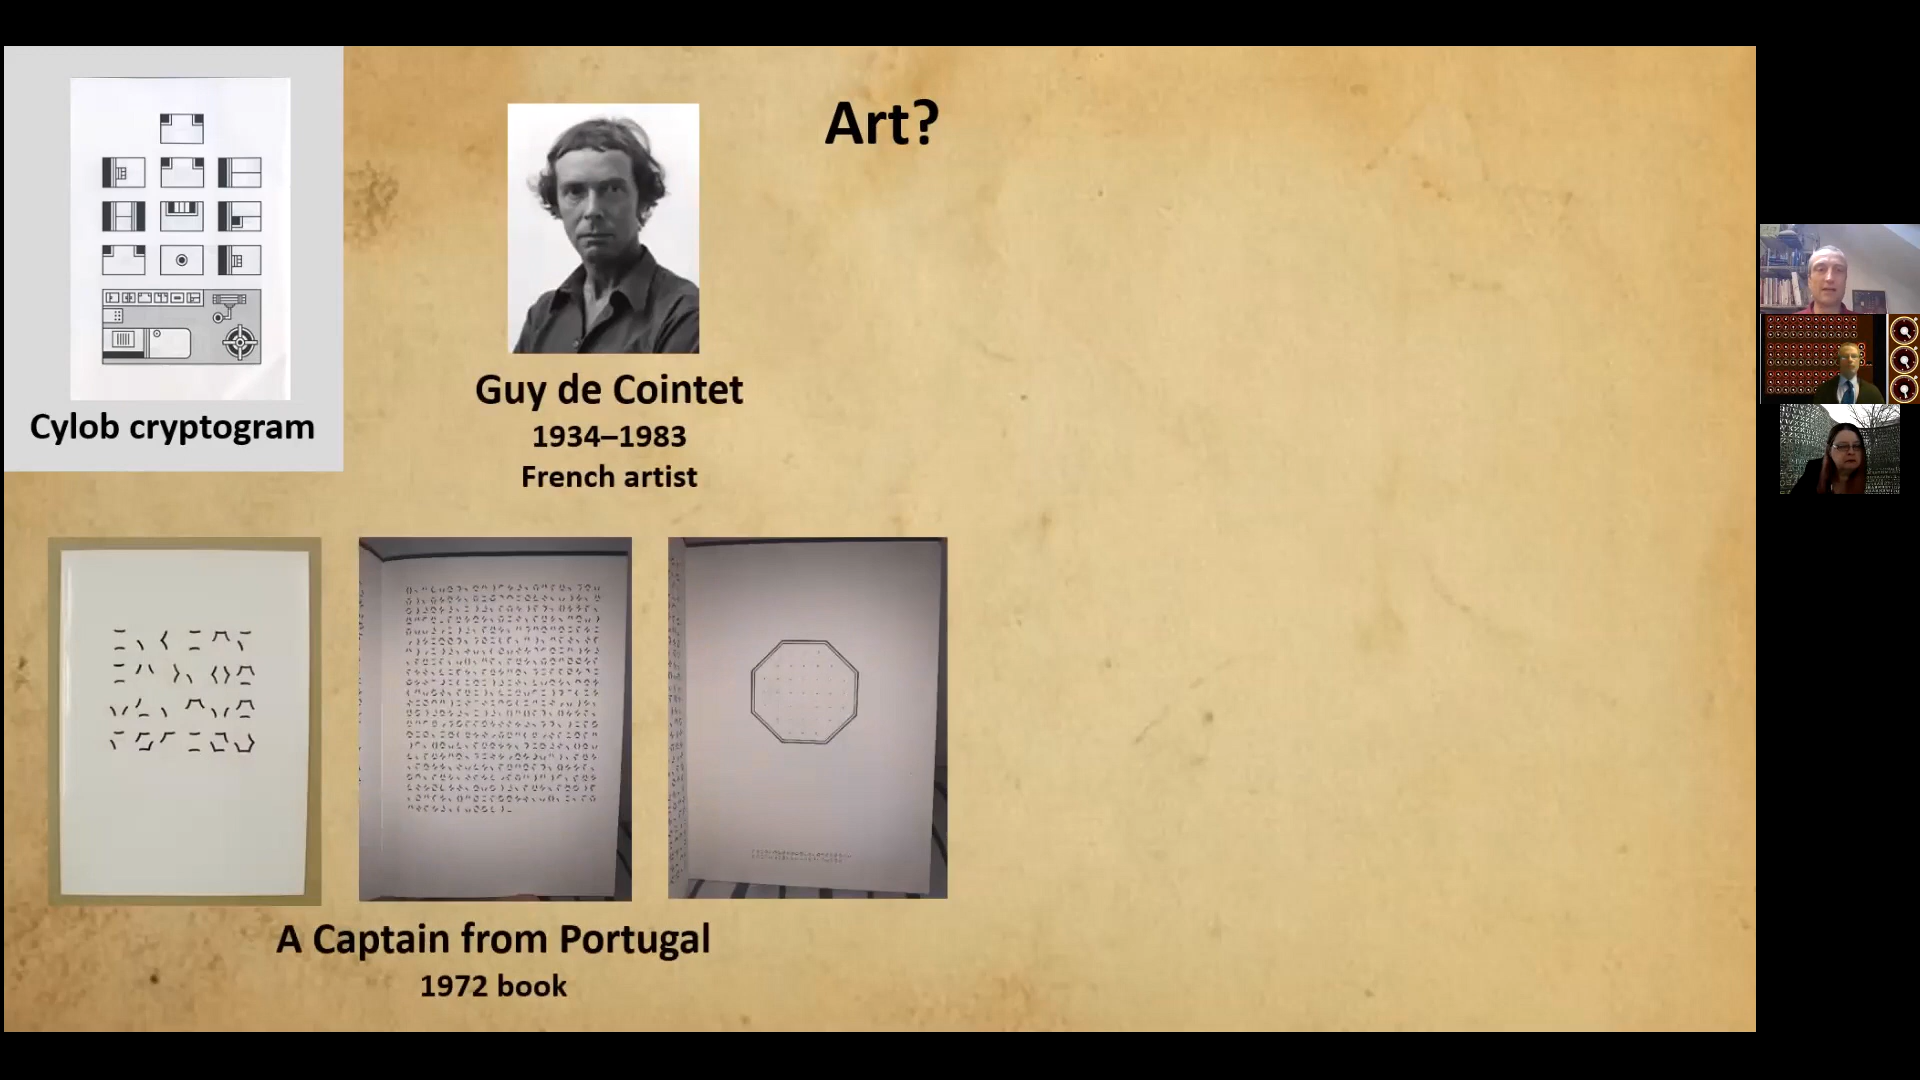 Art?
Cylob cryptogram
Guy de Cointet
1934–1983
French artist
A Captain from Portugal
1972 book